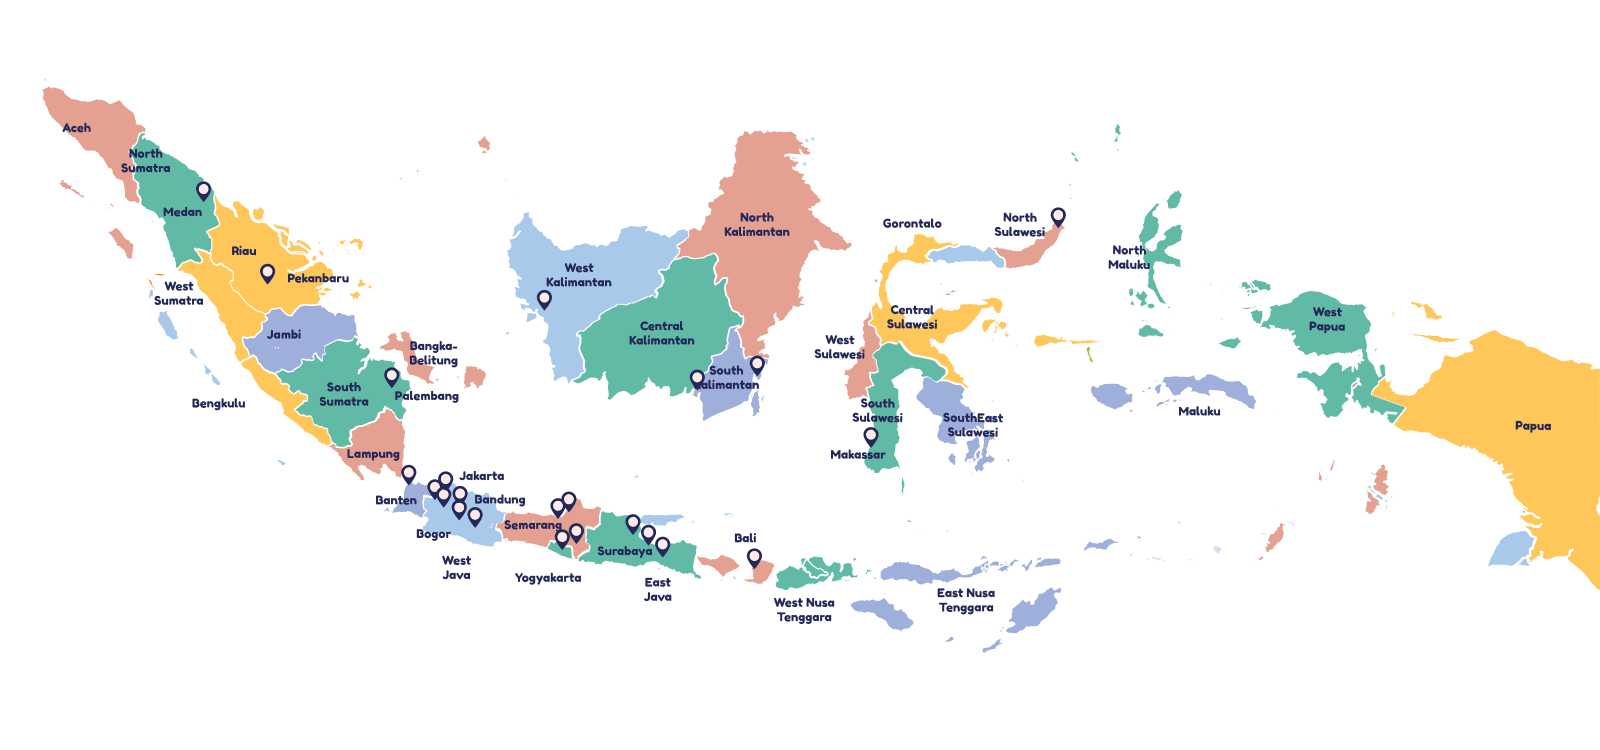 Aceh
North
Sumatra
Medan
Riau
Pekanbaru
West
Sumatra
Jambi
Bangka-
Belitung
South
Sumatra
Palembang
Bengkulu
Lampung
Banten
Jakarta
Bandung
Bogor
West
Java
Semarang
Yogyakarta
Surabaya
East
Java
Bali
West Nusa
Tenggara
East Nusa
Tenggara
West
Kalimantan
Central
Kalimantan
North
Kalimantan
South
Kalimantan
Gorontalo
North
Sulawesi
Central
Sulawesi
West
Sulawesi
South
Sulawesi
Makassar
SouthEast
Sulawesi
North
Maluku
Maluku
West
Papua
Papua